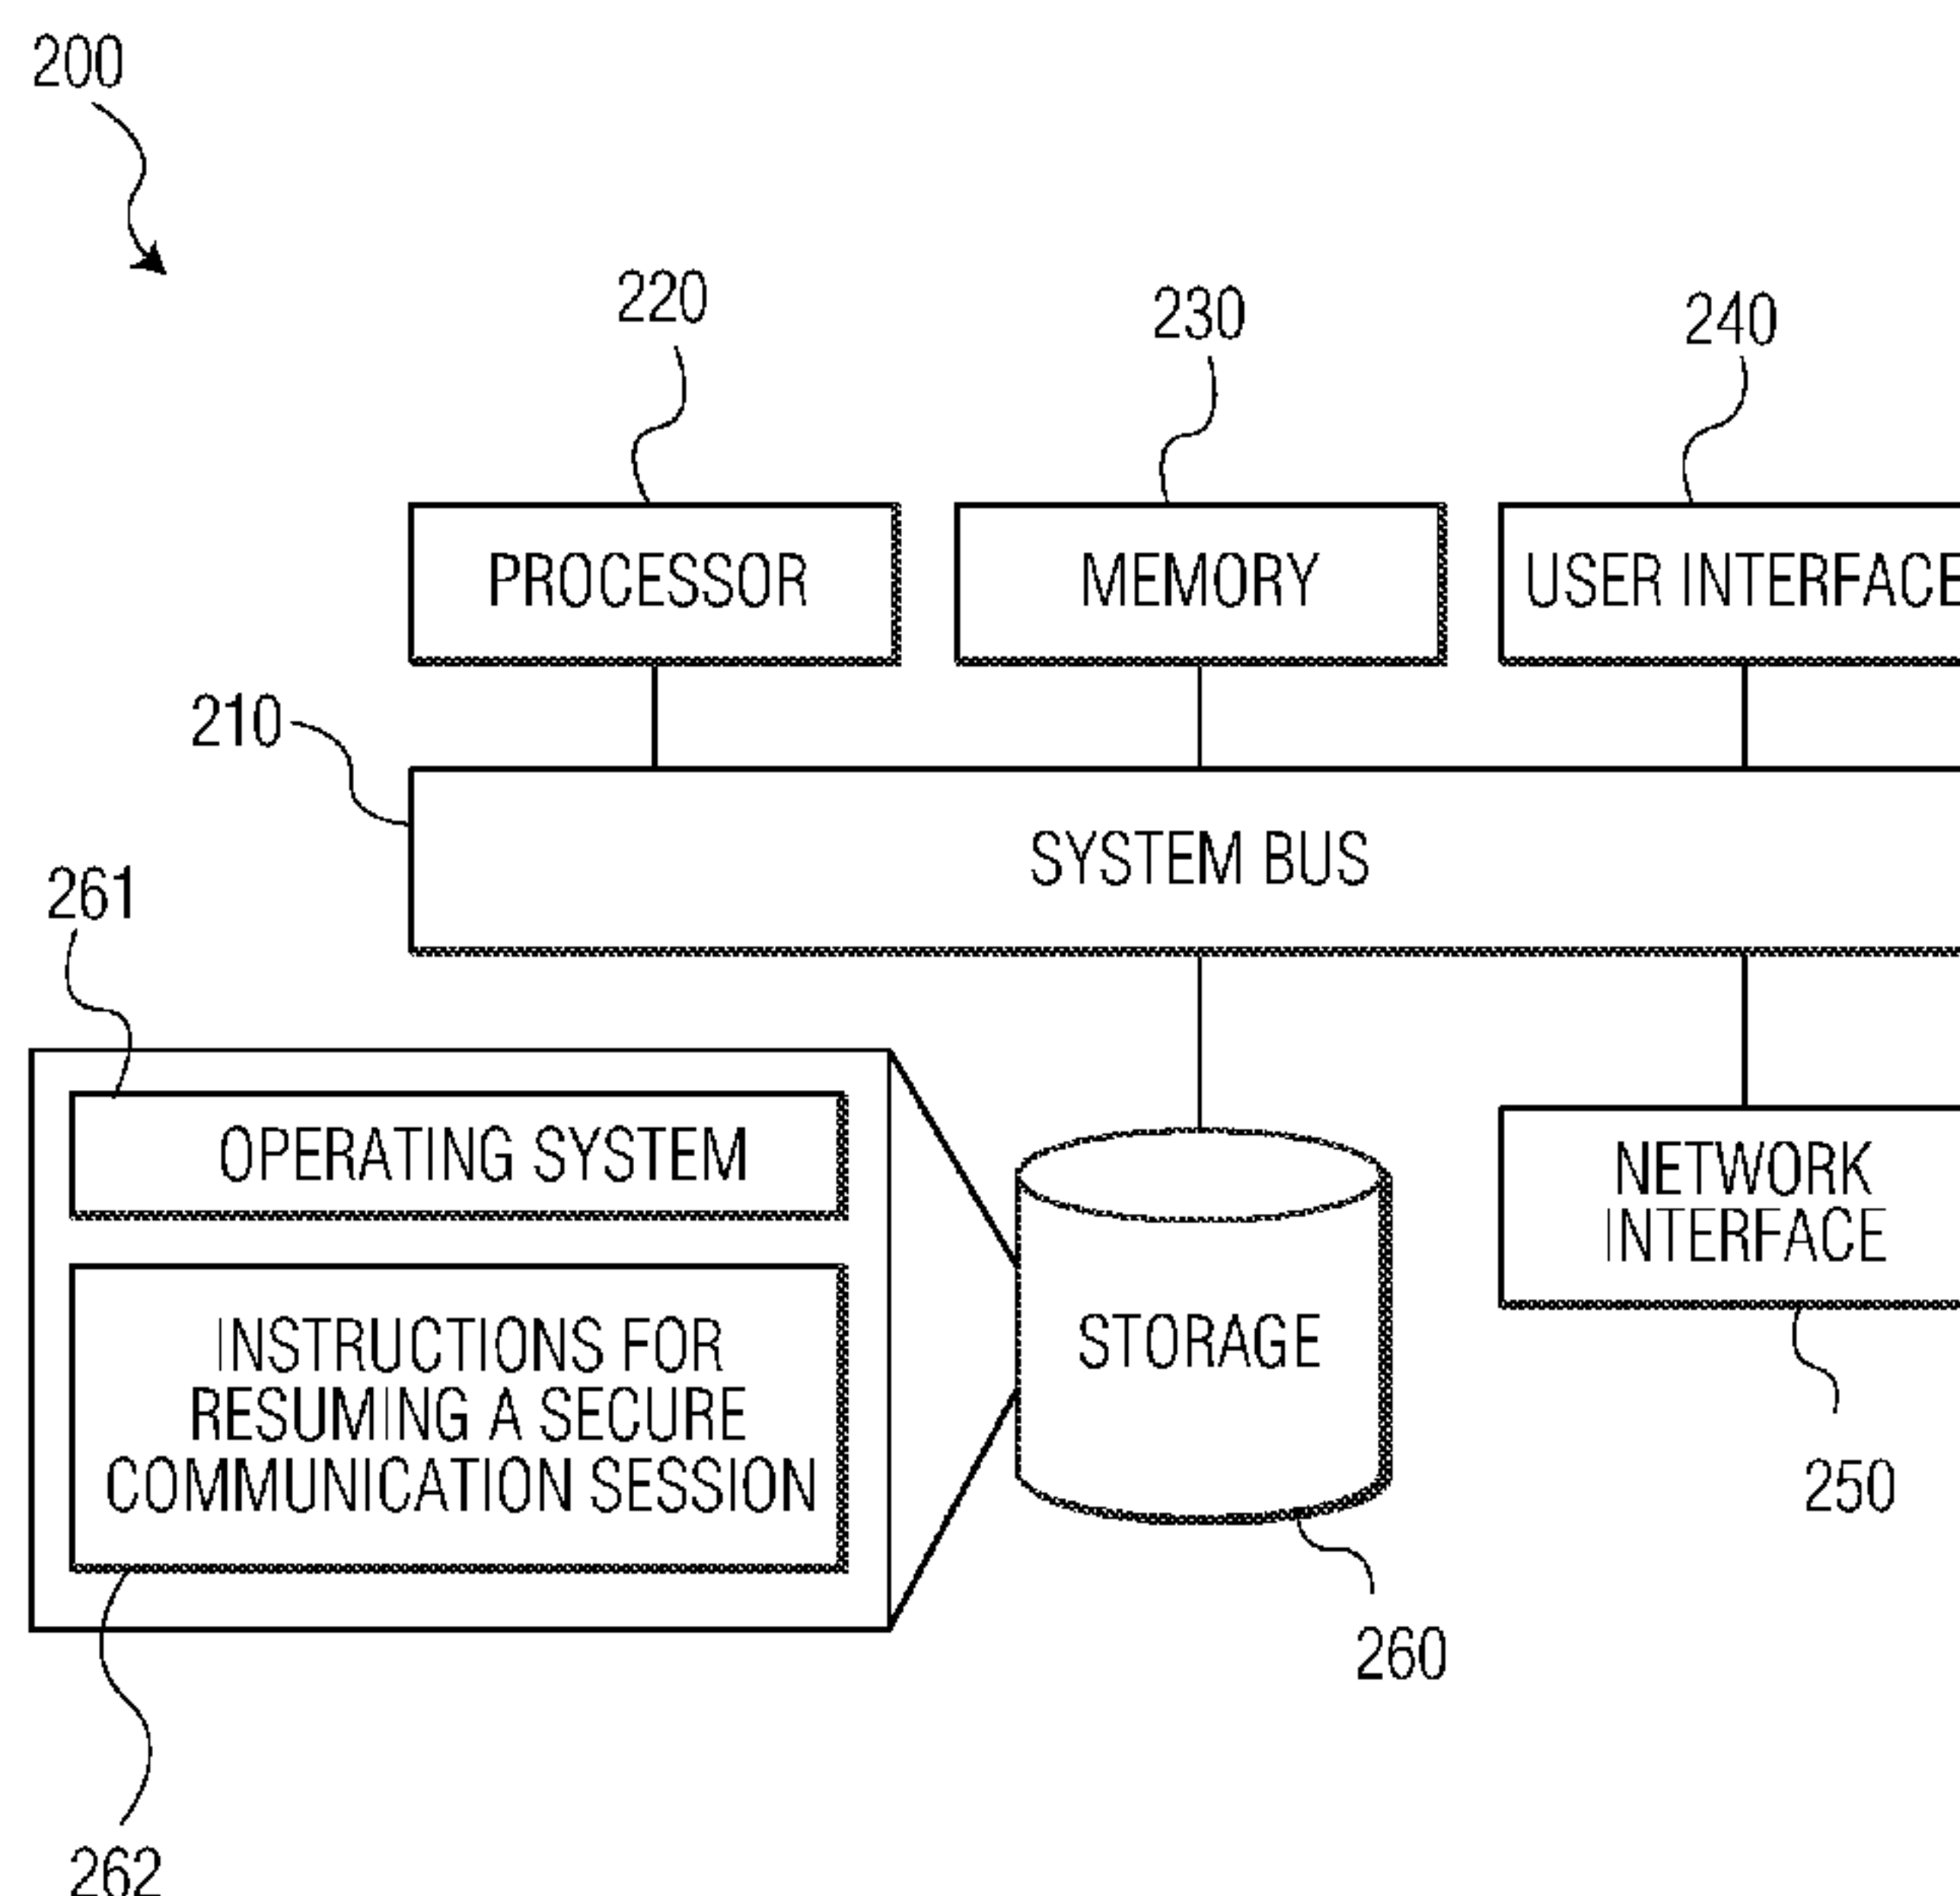 200
220
230
240
PROCESSOR
MEMORY
USER INTERFACE
210
SYSTEM BUS
261
OPERATING SYSTEM
NETWORK
INTERFACE
INSTRUCTIONS FOR
RESUMING A SECURE
COMMUNICATION SESSION
STORAGE
250
260
262